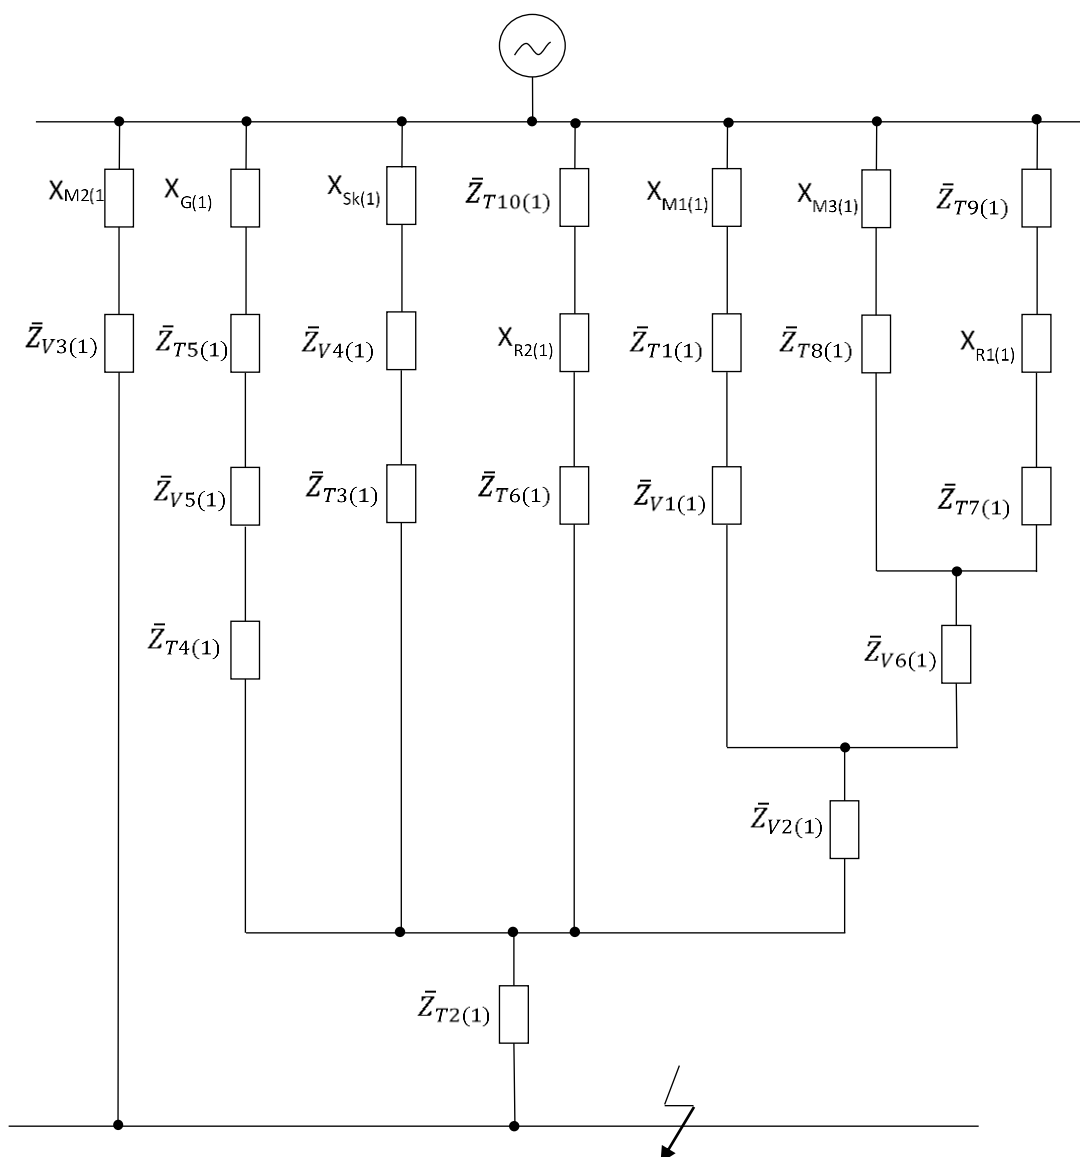 X_M2(1
X_G(1)
X_Sk(1)
Z̄_T10(1)
X_M1(1)
X_M3(1)
Z̄_T9(1)
Z̄_V3(1)
Z̄_T5(1)
Z̄_V4(1)
X_R2(1)
Z̄_T1(1)
Z̄_T8(1)
X_R1(1)
Z̄_V5(1)
Z̄_T3(1)
Z̄_T6(1)
Z̄_V1(1)
Z̄_T7(1)
Z̄_T4(1)
Z̄_V6(1)
Z̄_V2(1)
Z̄_T2(1)